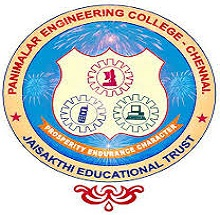 PANIMALAR ENGINEERING COLLEGE - CHENNAI
PROSPERITY ENDURANCE CHARACTER
JAISAKTHI EDUCATIONAL TRUST